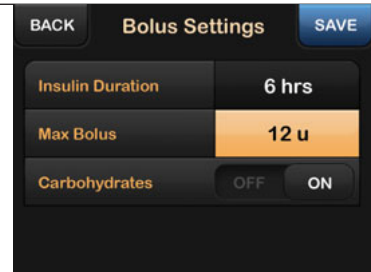 BACK Bolus Settings SAVE
Insulin Duration 6 hrs
Max Bolus 12 u
Carbohydrates OFF ON